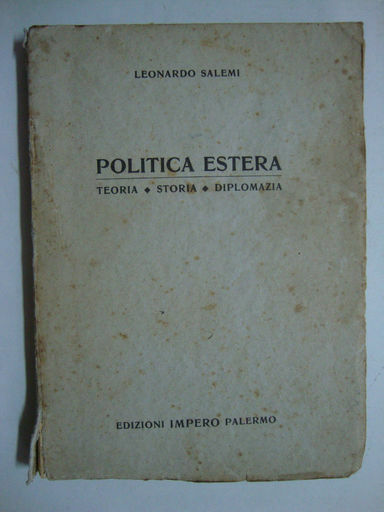 LEONARDO SALEMI
POLITICA ESTERA
TEORIA ◆ STORIA ◆ DIPLOMAZIA
EDIZIONI IMPERO PALERMO